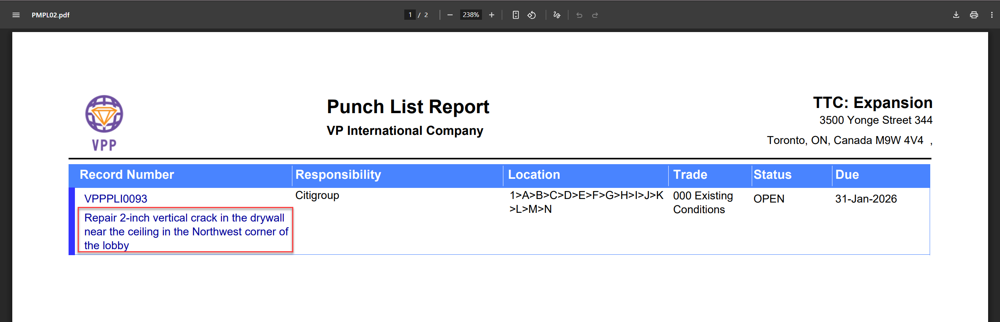 PMPL02.pdf
1 / 2
238%
VPP
Punch List Report
VP International Company
TTC: Expansion
3500 Yonge Street 344
Toronto, ON, Canada M9W 4V4 ,
Record Number Responsibility Location Trade Status Due
VPPPLI0093 Citigroup 1>A>B>C>D>E>F>G>H>I>J>K 000 Existing OPEN 31-Jan-2026
>L>M>N Conditions
Repair 2-inch vertical crack in the drywall
near the ceiling in the Northwest corner of
the lobby